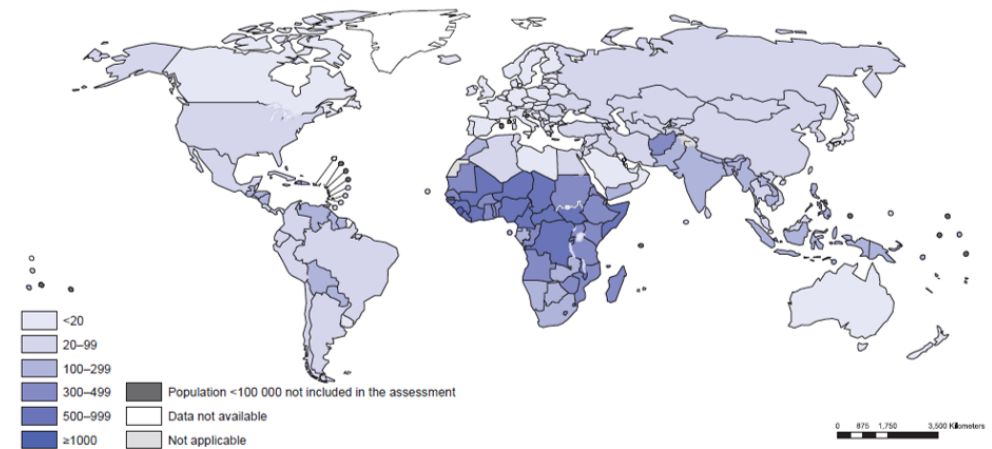 <20
20–99
100–299
300–499
500–999
≥1000
Population <100 000 not included in the assessment
Data not available
Not applicable
0 875 1,750 3,500 Kilometers